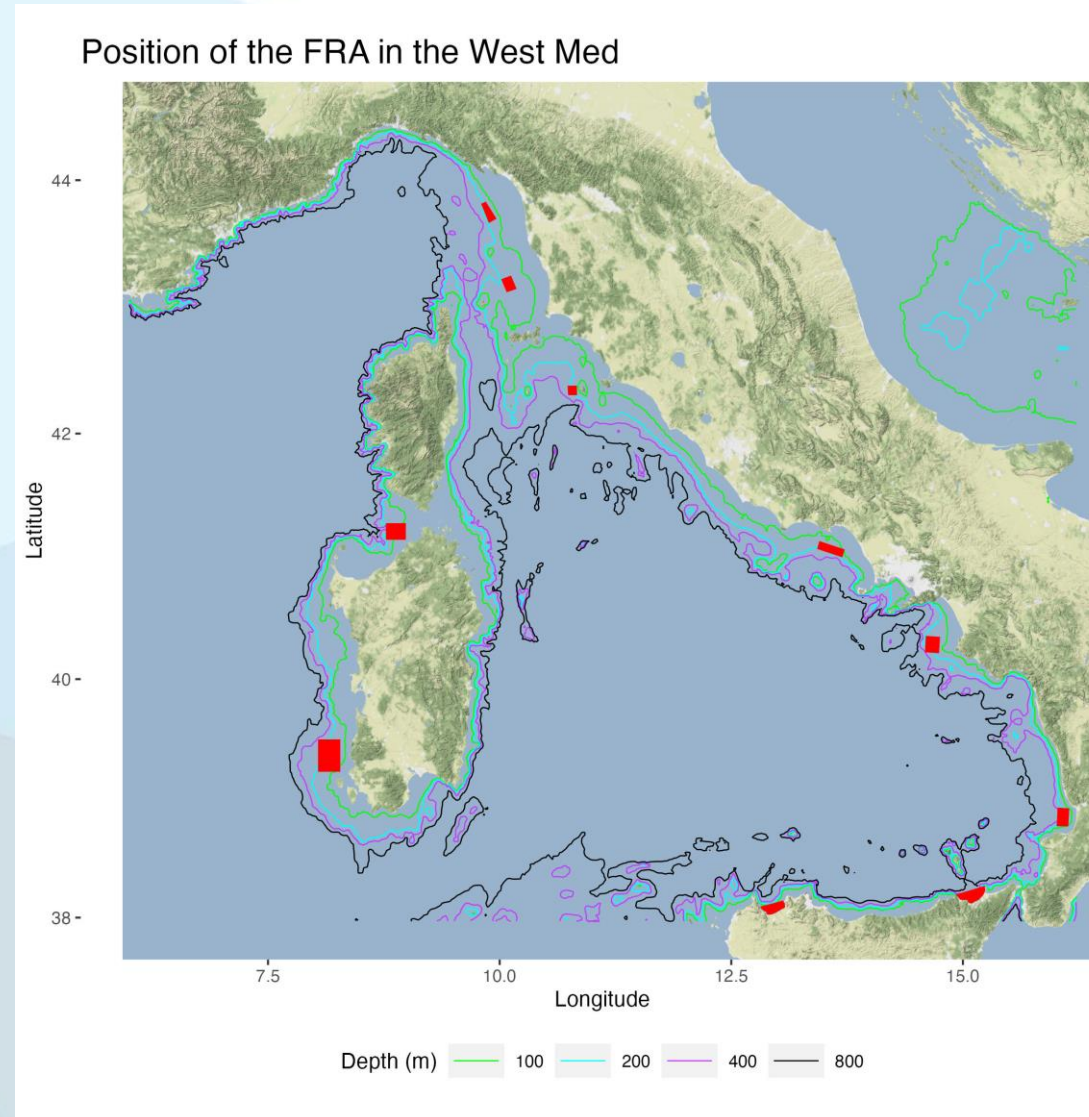 Position of the FRA in the West Med
44
42
40
38
Latitude
7.5 10.0 12.5 15.0
Longitude
Depth (m) 100 200 400 800